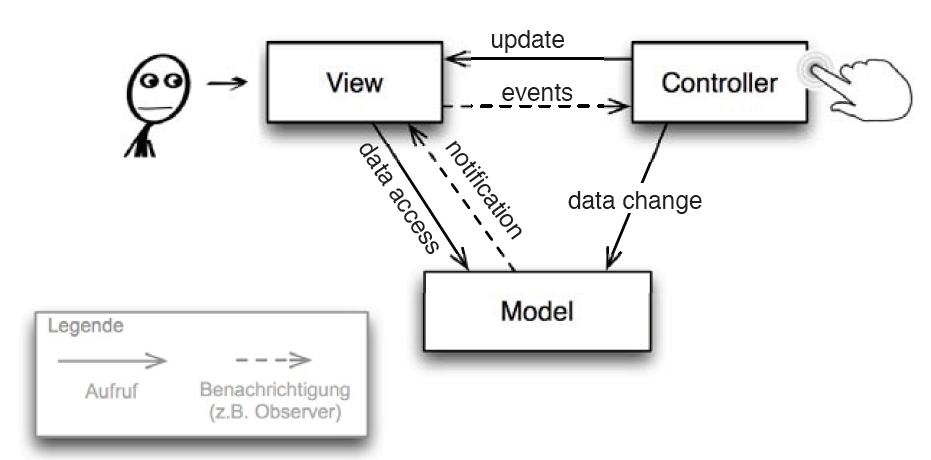 update
View
Controller
events
data access
notification
data change
Model
Legende
Aufruf
Benachrichtigung
(z.B. Observer)